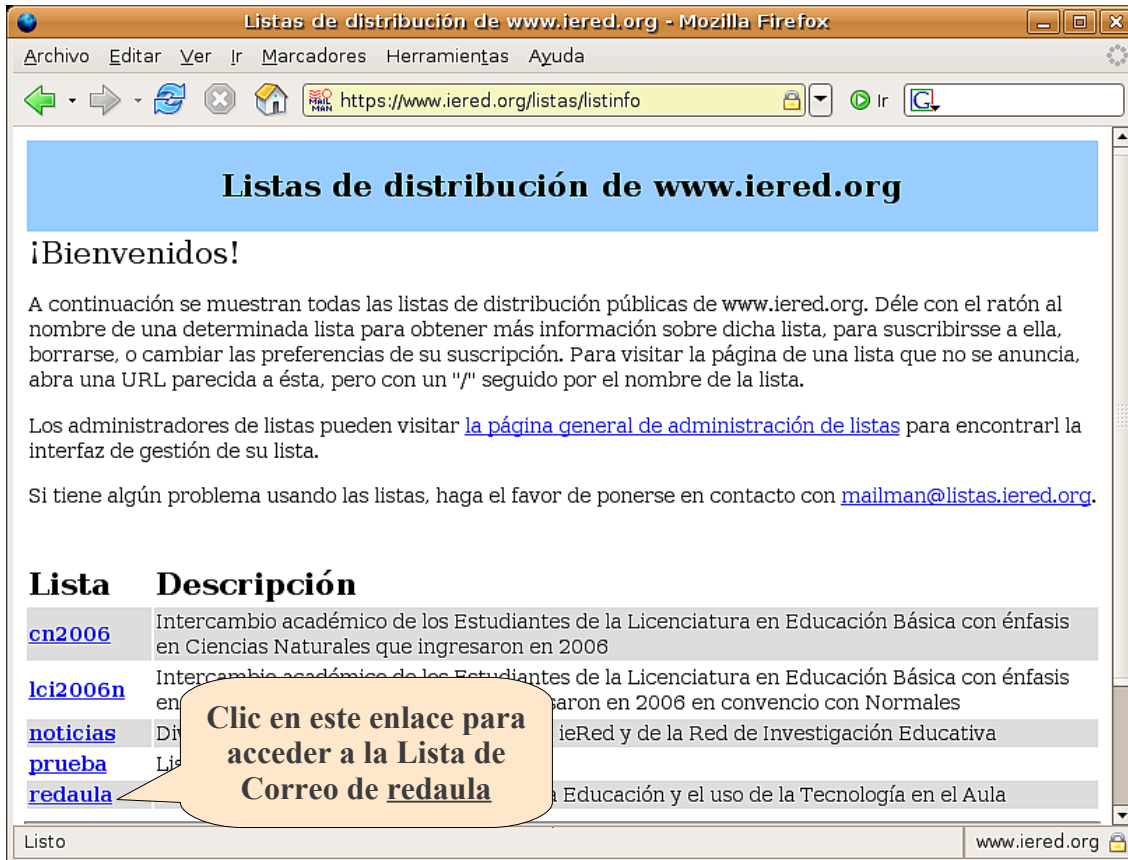 Listas de distribución de www.iered.org - Mozilla Firefox
Archivo Editar Ver Ir Marcadores Herramientas Ayuda
MAIL MAN https://www.iered.org/listas/listinfo Ir G
Listas de distribución de www.iered.org
¡Bienvenidos!
A continuación se muestran todas las listas de distribución públicas de www.iered.org. Déle con el ratón al
nombre de una determinada lista para obtener más información sobre dicha lista, para suscribirsse a ella,
borrarse, o cambiar las preferencias de su suscripción. Para visitar la página de una lista que no se anuncia,
abra una URL parecida a ésta, pero con un "/" seguido por el nombre de la lista.
Los administradores de listas pueden visitar la página general de administración de listas para encontrarl la
interfaz de gestión de su lista.
Si tiene algún problema usando las listas, haga el favor de ponerse en contacto con mailman@listas.iered.org.
Lista Descripción
cn2006 Intercambio académico de los Estudiantes de la Licenciatura en Educación Básica con énfasis
en Ciencias Naturales que ingresaron en 2006
lci2006n Intercambio académico de los Estudiantes de la Licenciatura en Educación Básica con énfasis
en 2006 en convencio con Normales
noticias ieRed y de la Red de Investigación Educativa
prueba
redaula Educación y el uso de la Tecnología en el Aula
Clic en este enlace para
acceder a la Lista de
Correo de redaula
Listo www.iered.org